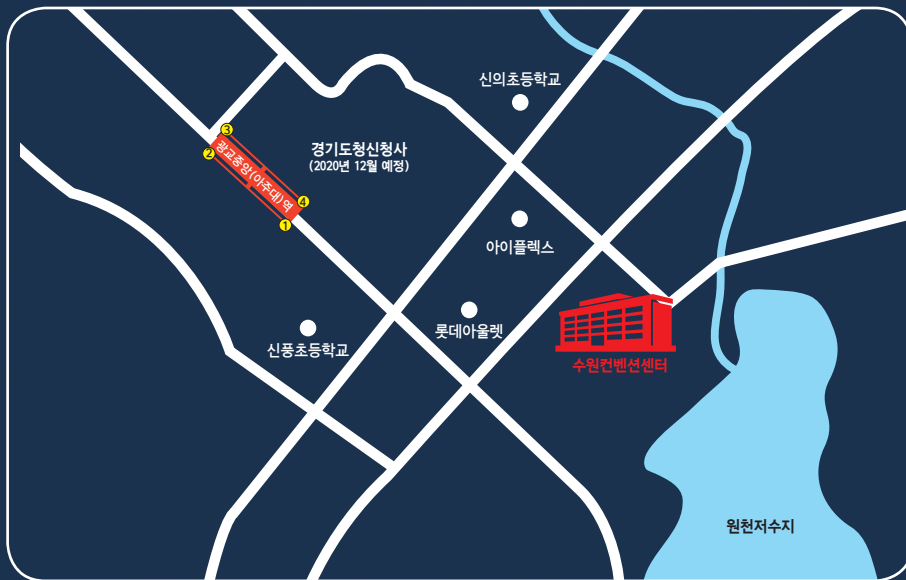 신의초등학교
③
②
광교중앙(아주대)역
④
①
경기도청신청사
(2020년 12월 예정)
아이플렉스
롯데아울렛
신풍초등학교
수원컨벤션센터
원천저수지